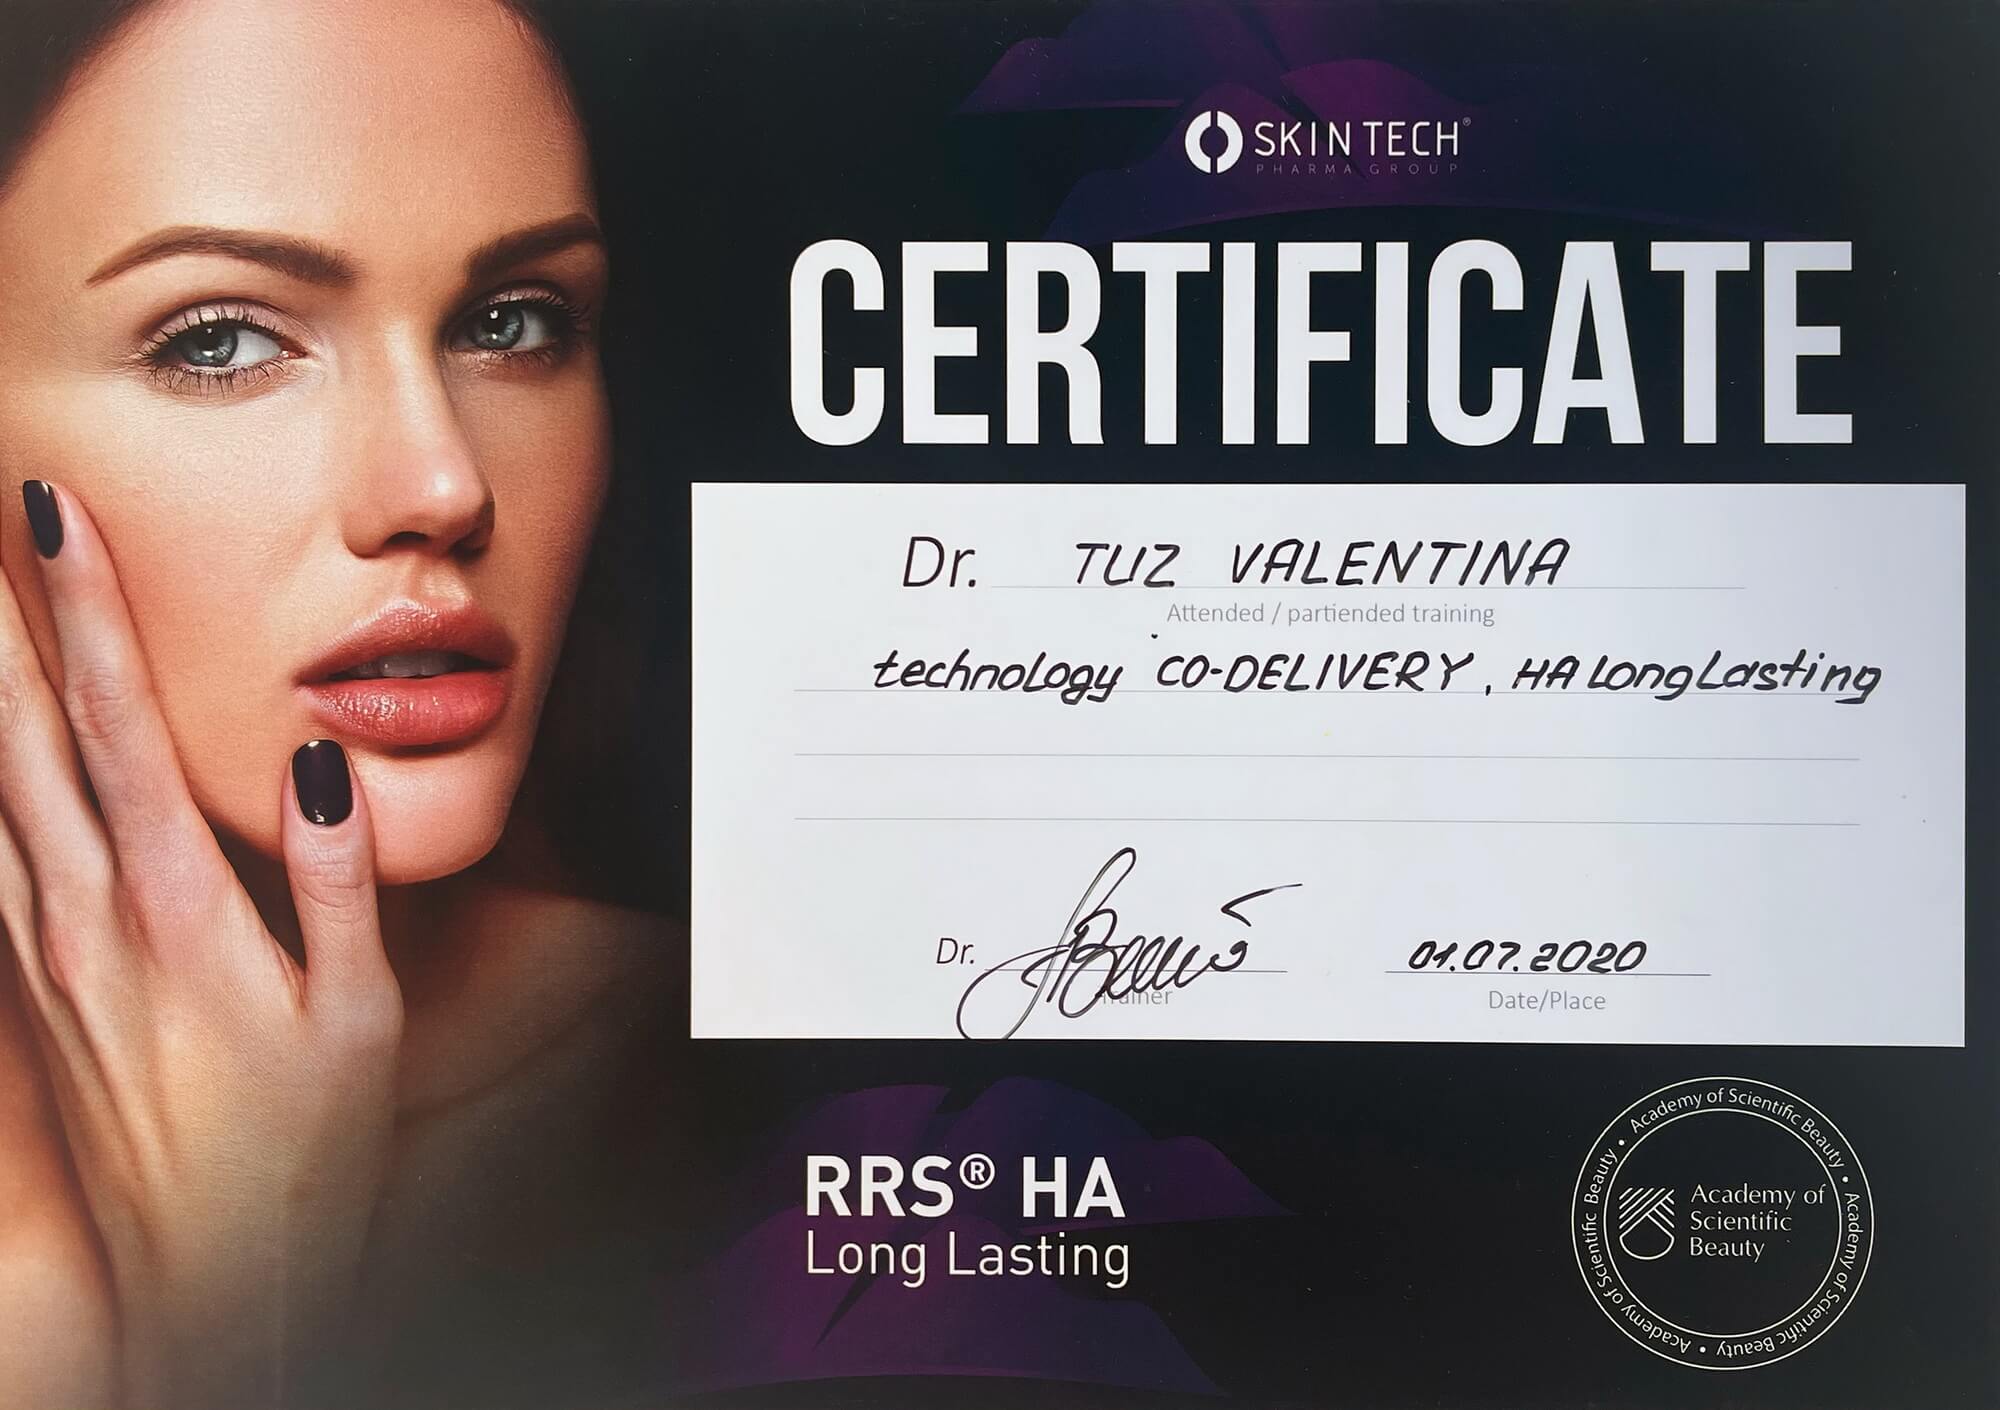 SKIN TECH®
PHARMA GROUP
CERTIFICATE
Dr. TUZ VALENTINA
Attended / partiended training
technology CO-DELIVERY, HA Long Lasting
Dr.
Trainer
01.07.2020
Date/Place
RRS® HA
Long Lasting
Academy of Scientific Beauty • Academy of Scientific Beauty • Academy of Scientific Beauty •
Academy of
Scientific
Beauty